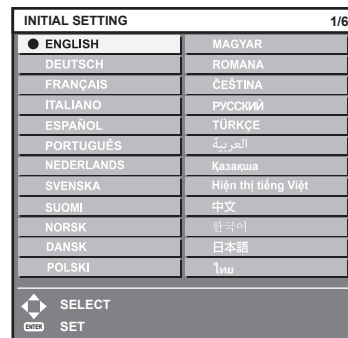 INITIAL SETTING 1/6
ENGLISH
DEUTSCH
FRANÇAIS
ITALIANO
ESPAÑOL
PORTUGUÊS
NEDERLANDS
SVENSKA
SUOMI
NORSK
DANSK
POLSKI
MAGYAR
ROMANA
ČEŠTINA
РУССКИЙ
TÜRKÇE
العربية
Қазақша
Hiện thị tiếng Việt
中文
한국어
日本語
ไทย
SELECT
ENTER SET